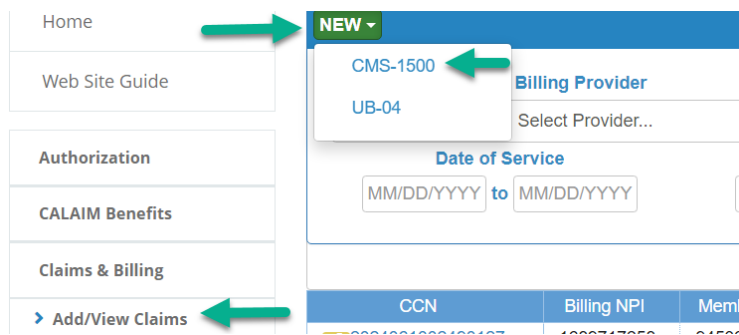 Home
Web Site Guide
Authorization
CALAIM Benefits
Claims & Billing
Add/View Claims
NEW
CMS-1500
UB-04
Billing Provider
Select Provider...
Date of Service
MM/DD/YYYY to MM/DD/YYYY
CCN Billing NPI